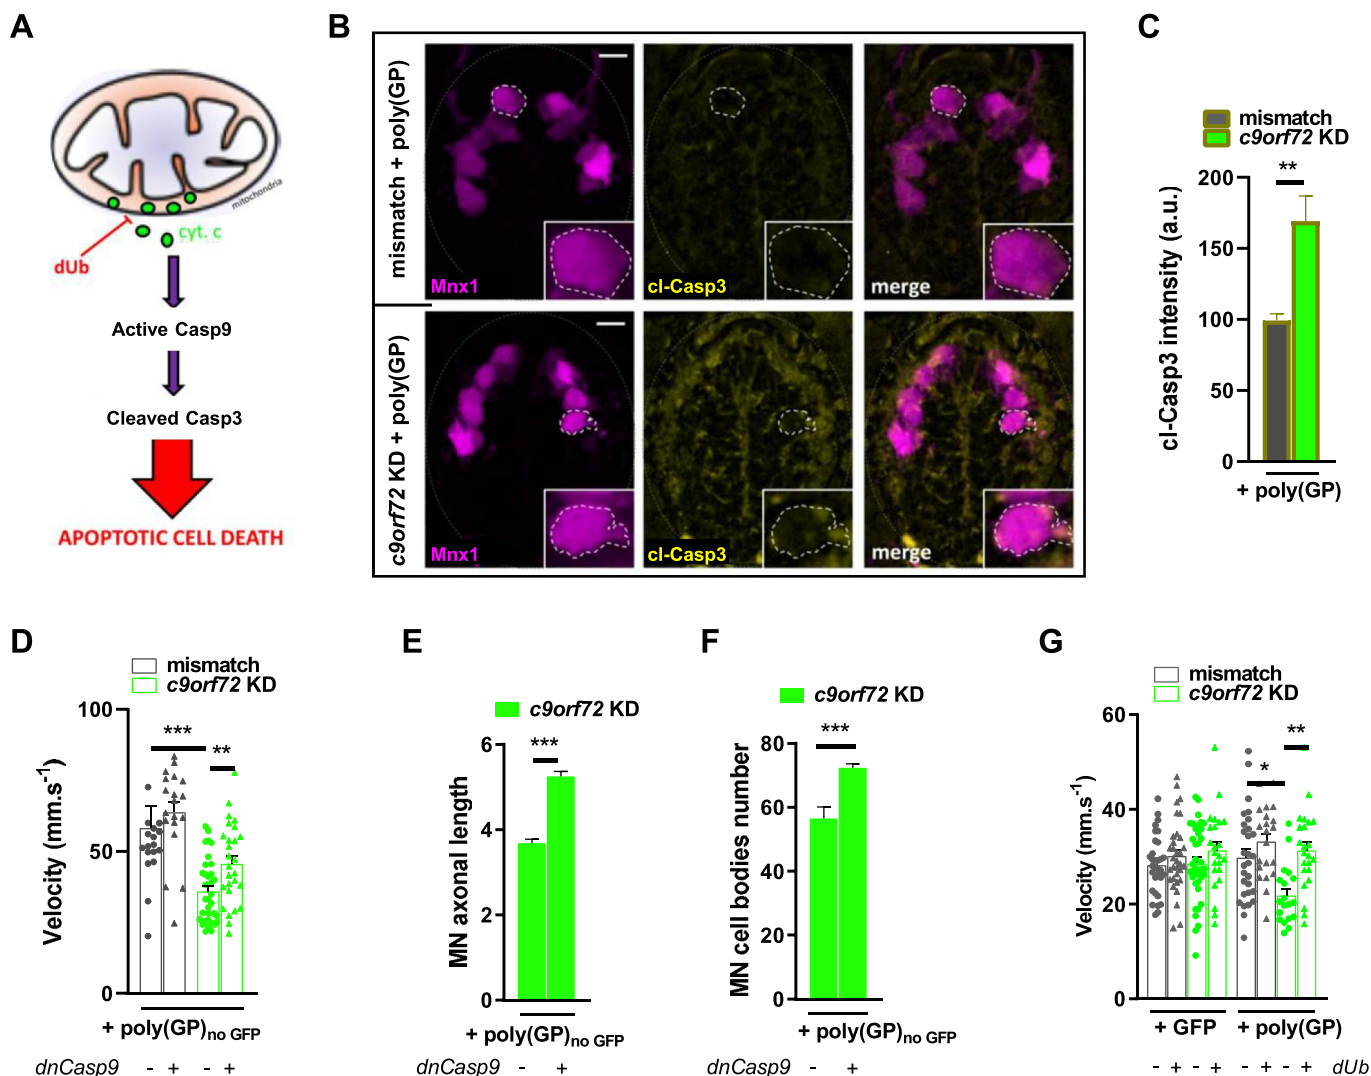 A
mitochondria
cyt. c
dUb
Active Casp9
Cleaved Casp3
APOPTOTIC CELL DEATH
B
mismatch + poly(GP)
Mnx1
cl-Casp3
merge
c9orf72 KD + poly(GP)
Mnx1
cl-Casp3
merge
C
mismatch
c9orf72 KD
**
cl-Casp3 intensity (a.u.)
200
150
100
50
0
+ poly(GP)
D
mismatch
c9orf72 KD
***
**
Velocity (mm.s-1)
100
50
0
+ poly(GP)no GFP
dnCasp9 - + - +
E
c9orf72 KD
***
MN axonal length
6
4
2
0
+ poly(GP)no GFP
dnCasp9 - +
F
c9orf72 KD
***
MN cell bodies number
80
60
40
20
0
+ poly(GP)no GFP
dnCasp9 - +
G
mismatch
c9orf72 KD
**
*
Velocity (mm.s-1)
60
40
20
0
+ GFP + poly(GP)
- + - + - + - + dUb